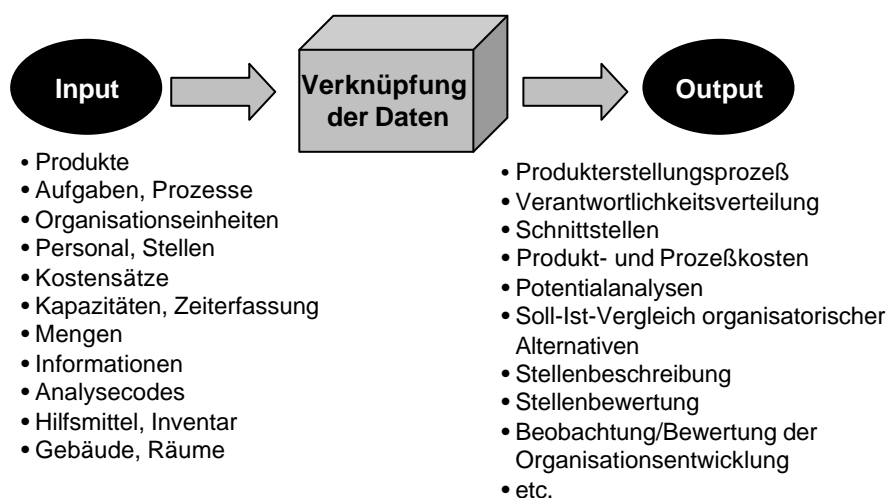 Input
Verknüpfung
der Daten
Output
• Produkte
• Aufgaben, Prozesse
• Organisationseinheiten
• Personal, Stellen
• Kostensätze
• Kapazitäten, Zeiterfassung
• Mengen
• Informationen
• Analysecodes
• Hilfsmittel, Inventar
• Gebäude, Räume
• Produkterstellungsprozeß
• Verantwortlichkeitsverteilung
• Schnittstellen
• Produkt- und Prozeßkosten
• Potentialanalysen
• Soll-Ist-Vergleich organisatorischer
Alternativen
• Stellenbeschreibung
• Stellenbewertung
• Beobachtung/Bewertung der
Organisationsentwicklung
• etc.